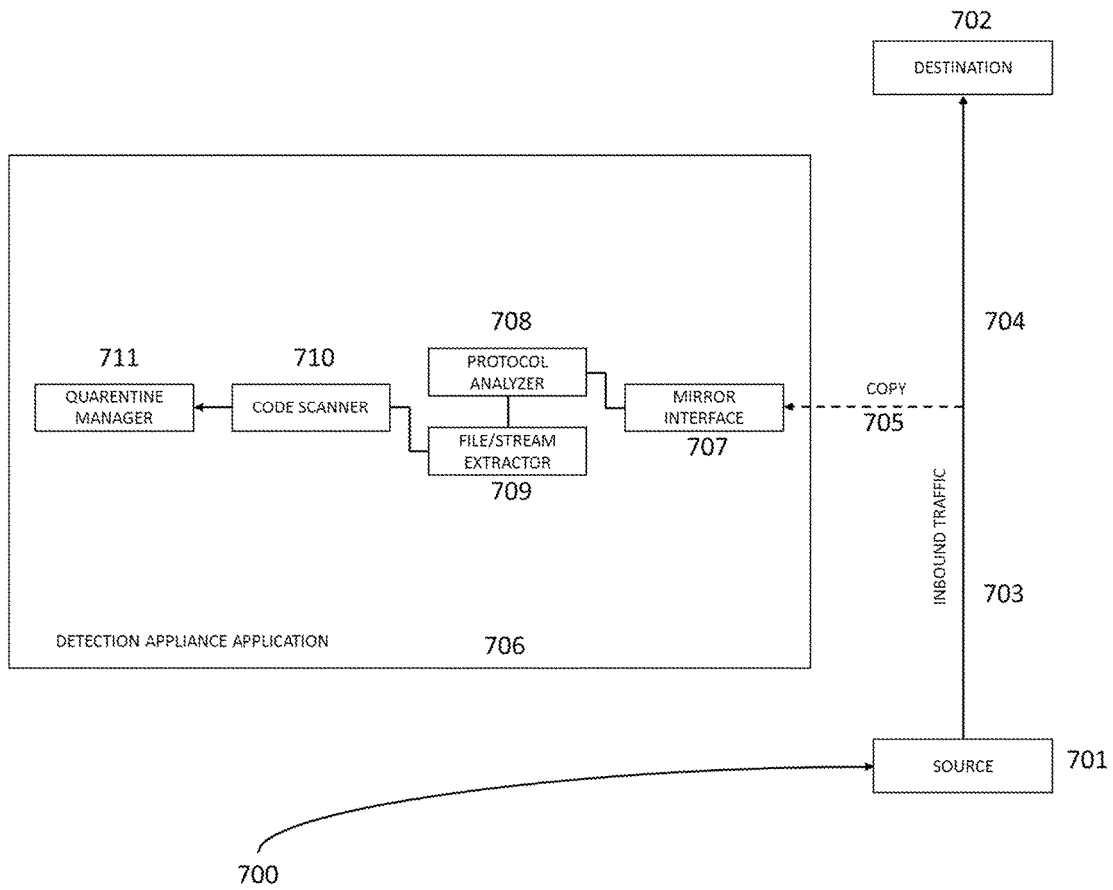 702
DESTINATION
704
708
711
710
PROTOCOL
ANALYZER
QUARENTINE
MANAGER
CODE SCANNER
MIRROR
INTERFACE
COPY
705
707
FILE/STREAM
EXTRACTOR
709
INBOUND TRAFFIC
703
DETECTION APPLIANCE APPLICATION
706
SOURCE
701
700